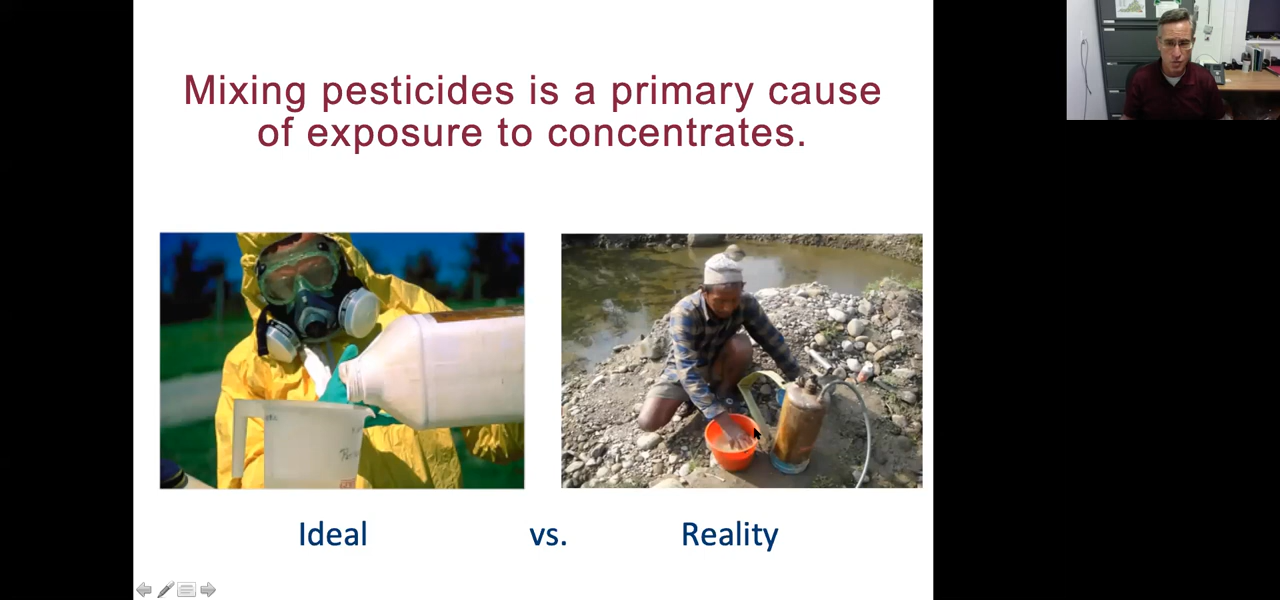 Mixing pesticides is a primary cause
of exposure to concentrates.
Ideal vs. Reality